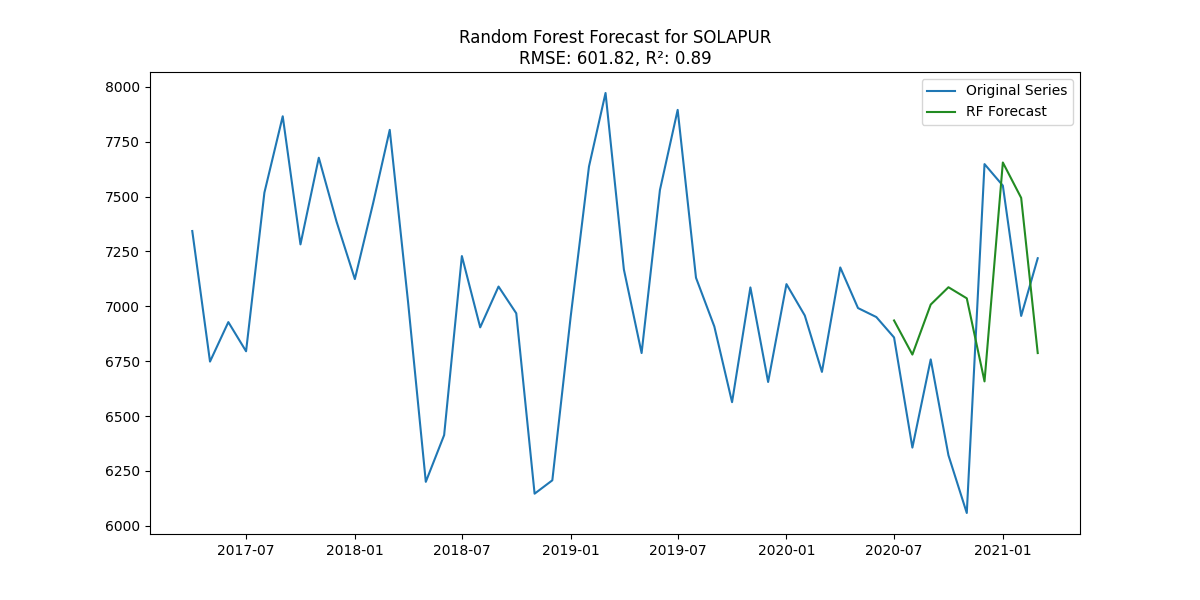 Random Forest Forecast for SOLAPUR
RMSE: 601.82, R²: 0.89
Original Series
RF Forecast
8000
7750
7500
7250
7000
6750
6500
6250
6000
2017-07 2018-01 2018-07 2019-01 2019-07 2020-01 2020-07 2021-01